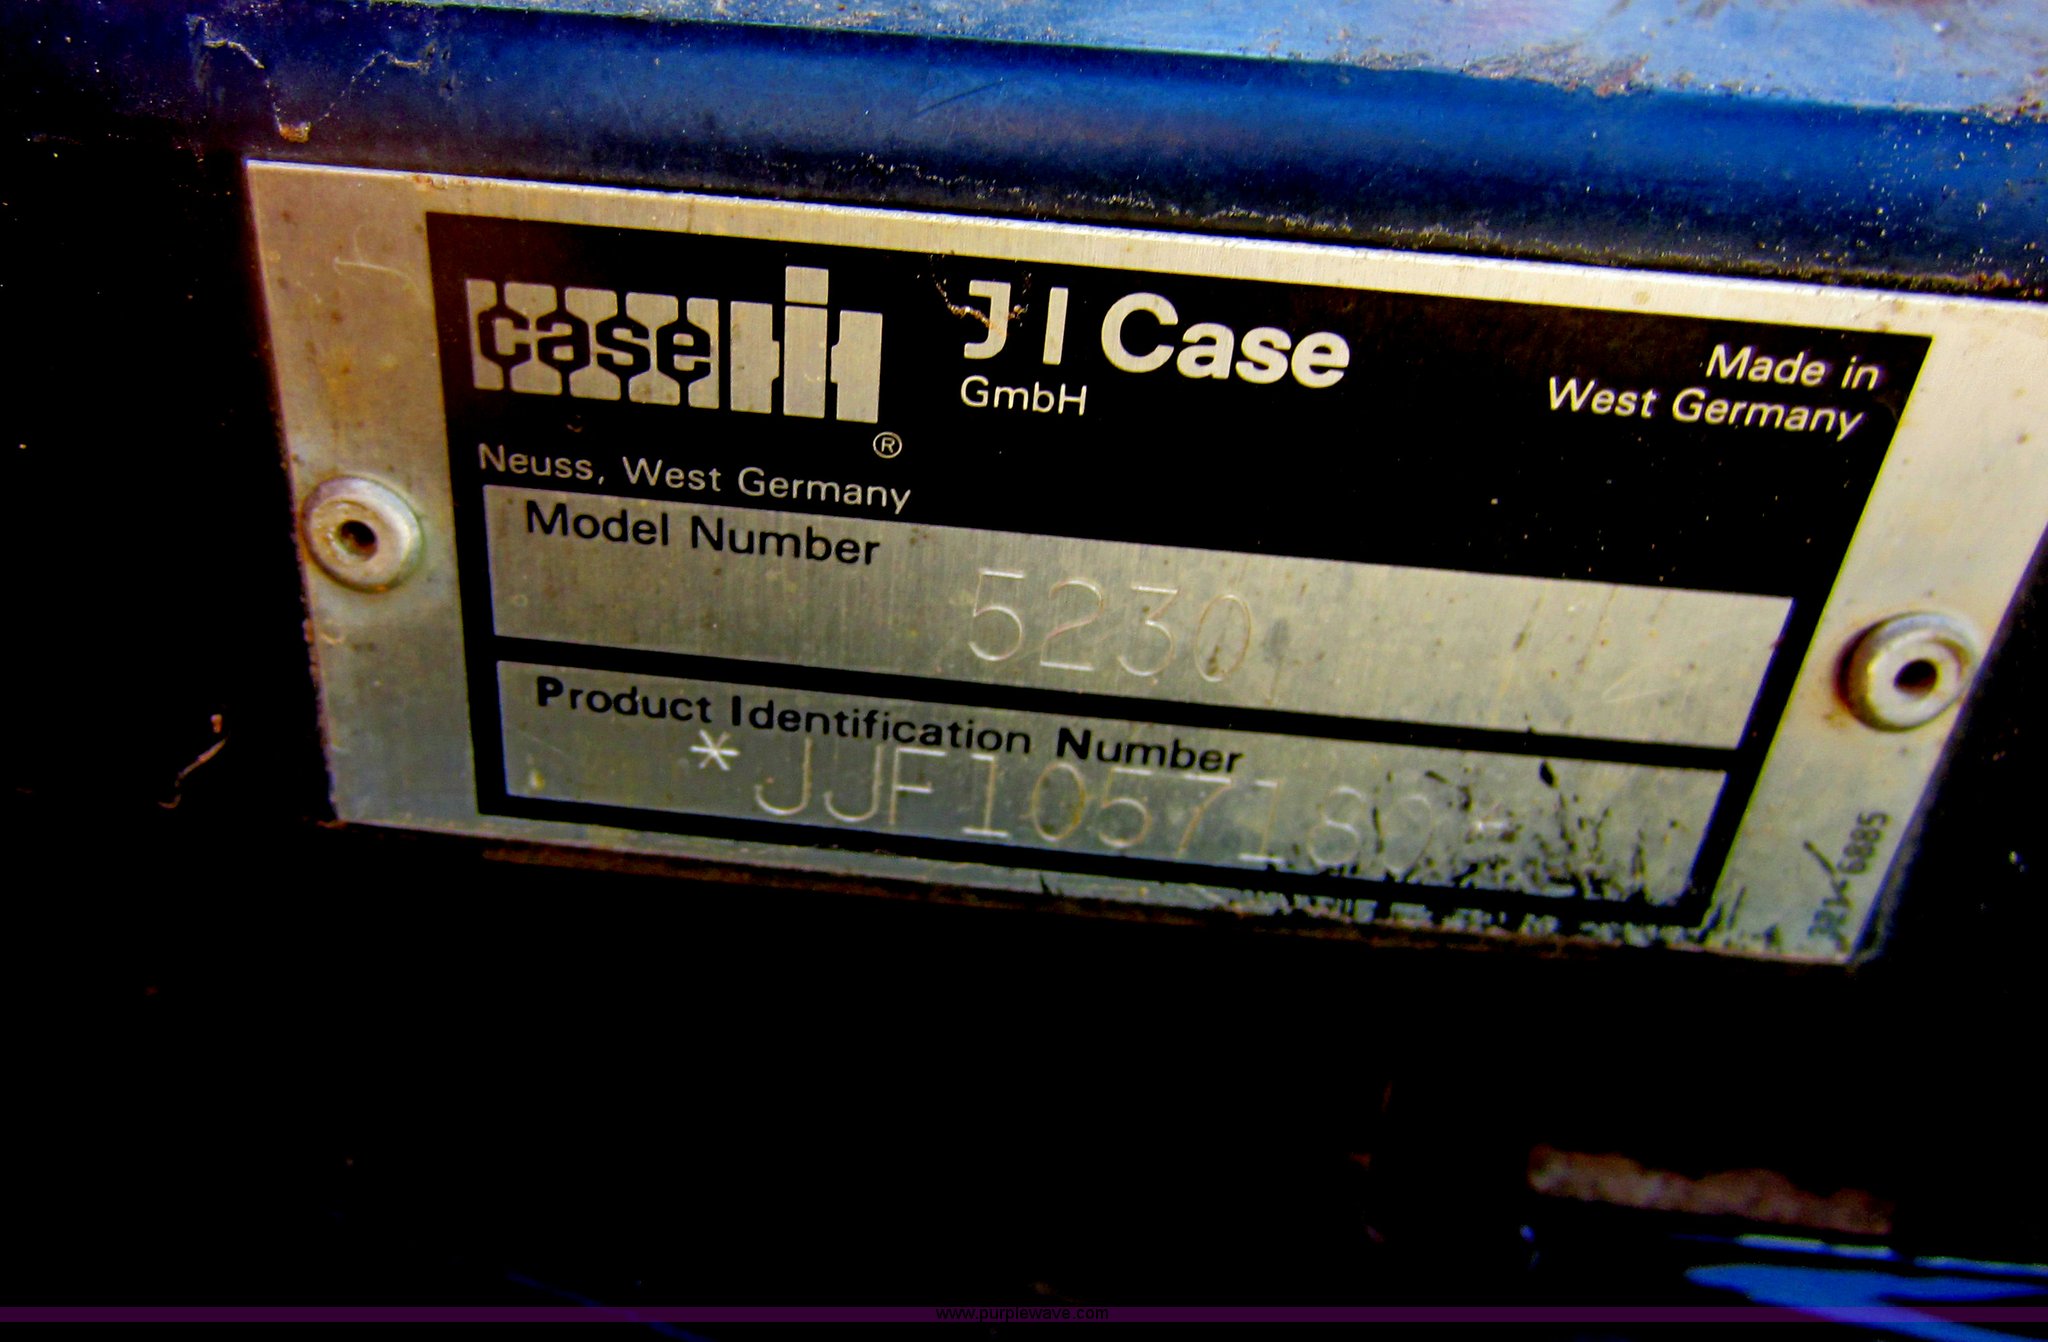 case IH ®
J I Case
GmbH
Made in
West Germany
Neuss, West Germany
Model Number
5230
Product Identification Number
www.purplewave.com